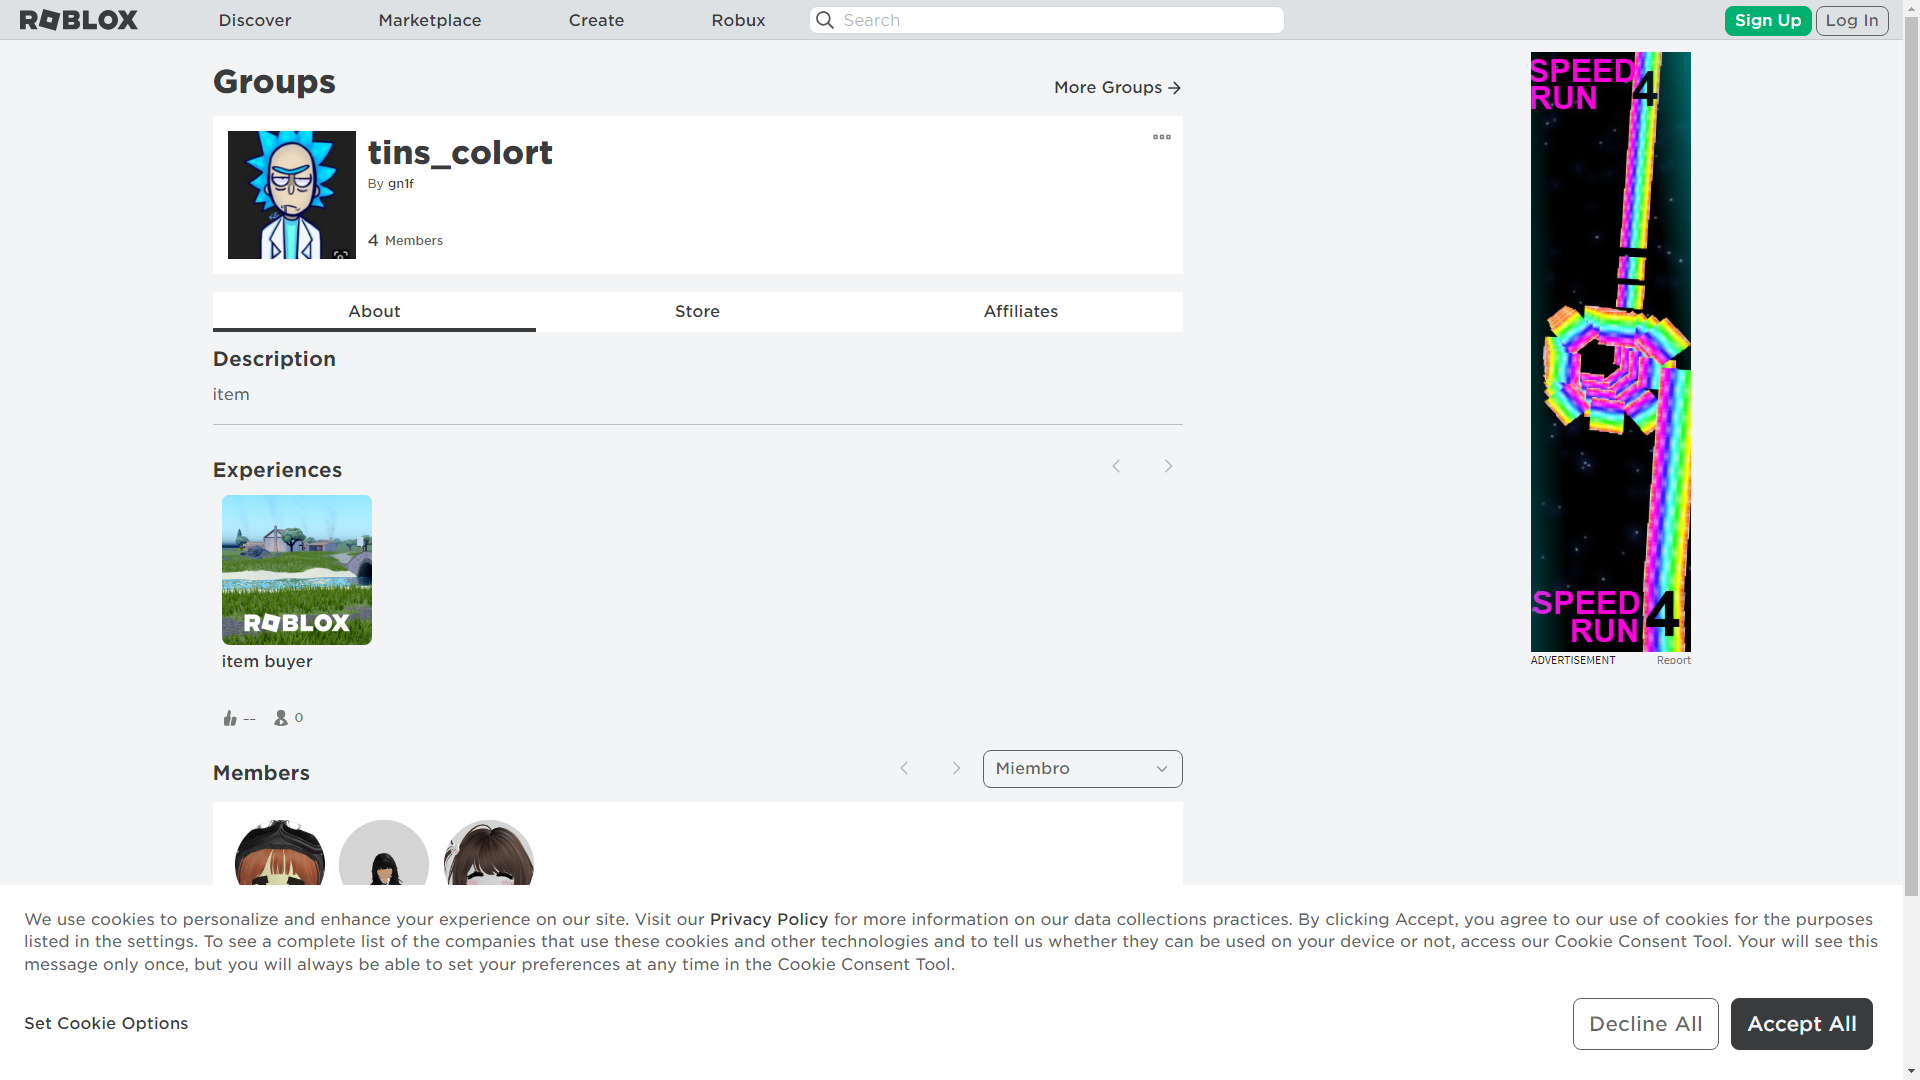 ROBLOX
Discover
Marketplace
Create
Robux
Search
Sign Up
Log In
Groups
More Groups
tins_colort
By gn1f
4 Members
About
Store
Affiliates
Description
item
Experiences
ROBLOX
item buyer
--
0
Members
Miembro
SPEED
RUN 4
SPEED
RUN 4
ADVERTISEMENT
Report
We use cookies to personalize and enhance your experience on our site. Visit our Privacy Policy for more information on our data collections practices. By clicking Accept, you agree to our use of cookies for the purposes
listed in the settings. To see a complete list of the companies that use these cookies and other technologies and to tell us whether they can be used on your device or not, access our Cookie Consent Tool. Your will see this
message only once, but you will always be able to set your preferences at any time in the Cookie Consent Tool.
Set Cookie Options
Decline All
Accept All